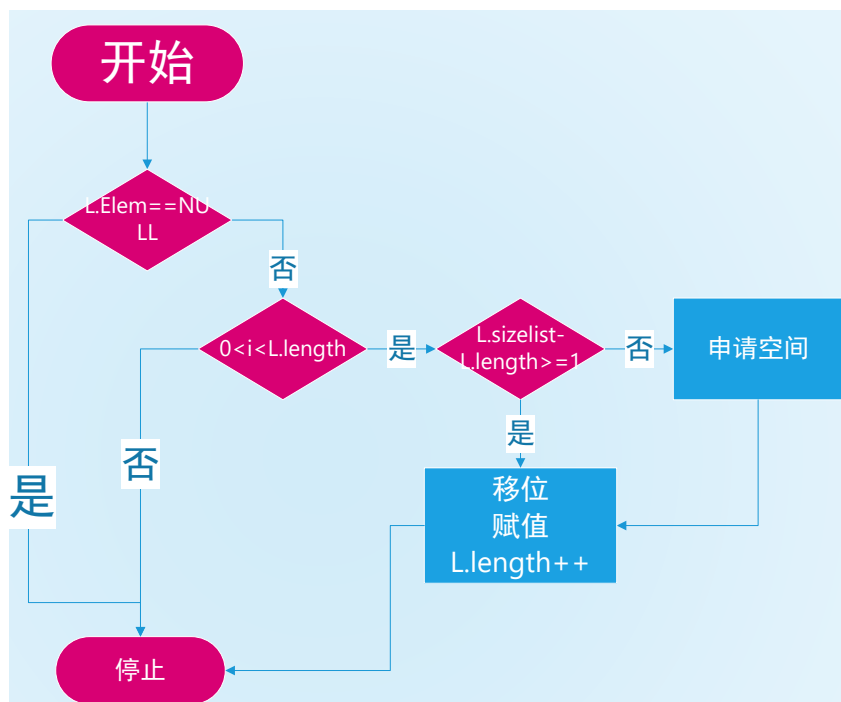 开始
L.Elem==NU
LL
否
0<i<L.length
是
L.sizelist-
L.length>=1
否
申请空间
是
否
是
移位
赋值
L.length++
停止